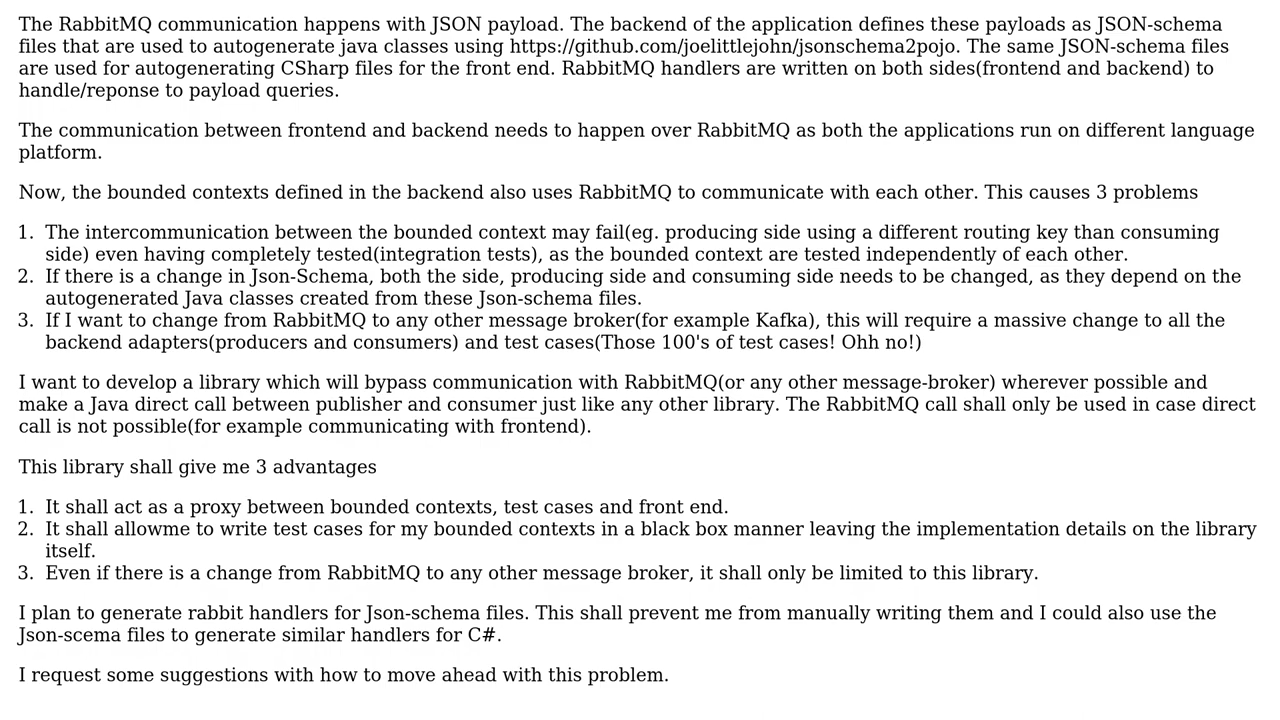 The RabbitMQ communication happens with JSON payload. The backend of the application defines these payloads as JSON-schema
files that are used to autogenerate java classes using https://github.com/joelittlejohn/jsonschema2pojo. The same JSON-schema files
are used for autogenerating CSharp files for the front end. RabbitMQ handlers are written on both sides(frontend and backend) to
handle/reponse to payload queries.
The communication between frontend and backend needs to happen over RabbitMQ as both the applications run on different language
platform.
Now, the bounded contexts defined in the backend also uses RabbitMQ to communicate with each other. This causes 3 problems
1. The intercommunication between the bounded context may fail(eg. producing side using a different routing key than consuming
side) even having completely tested(integration tests), as the bounded context are tested independently of each other.
2. If there is a change in Json-Schema, both the side, producing side and consuming side needs to be changed, as they depend on the
autogenerated Java classes created from these Json-schema files.
3. If I want to change from RabbitMQ to any other message broker(for example Kafka), this will require a massive change to all the
backend adapters(producers and consumers) and test cases(Those 100's of test cases! Ohh no!)
I want to develop a library which will bypass communication with RabbitMQ(or any other message-broker) wherever possible and
make a Java direct call between publisher and consumer just like any other library. The RabbitMQ call shall only be used in case direct
call is not possible(for example communicating with frontend).
This library shall give me 3 advantages
1. It shall act as a proxy between bounded contexts, test cases and front end.
2. It shall allowme to write test cases for my bounded contexts in a black box manner leaving the implementation details on the library
itself.
3. Even if there is a change from RabbitMQ to any other message broker, it shall only be limited to this library.
I plan to generate rabbit handlers for Json-schema files. This shall prevent me from manually writing them and I could also use the
Json-scema files to generate similar handlers for C#.
I request some suggestions with how to move ahead with this problem.